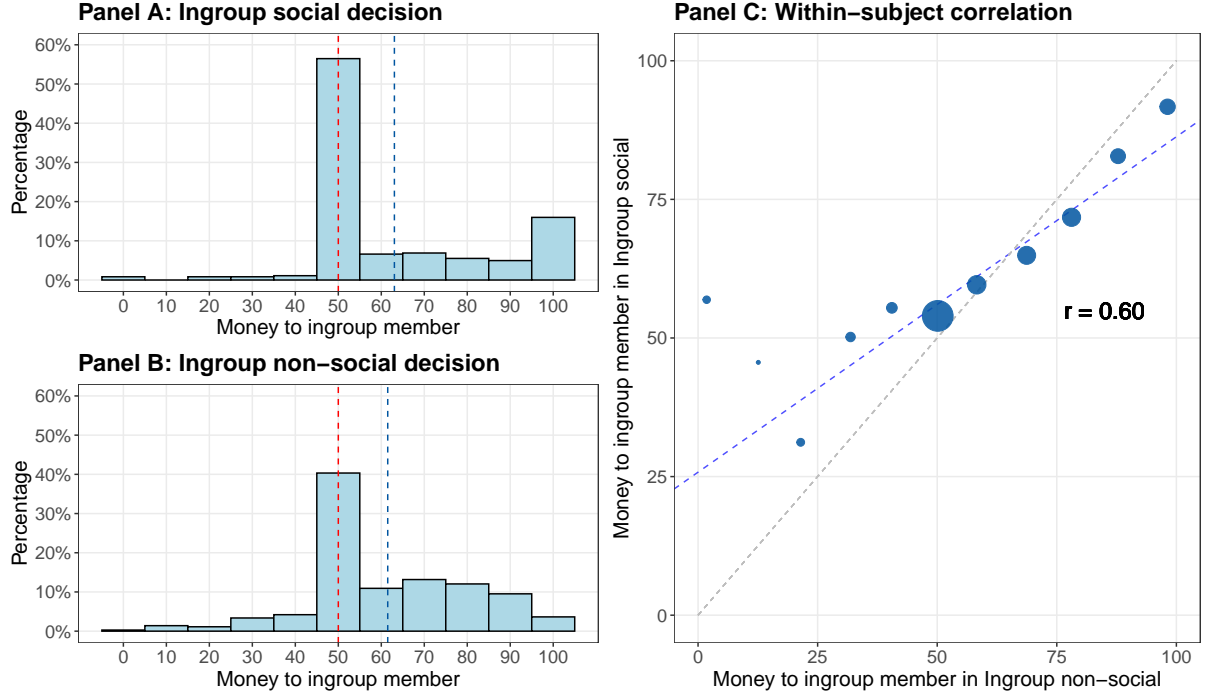 Panel A: Ingroup social decision
Percentage
60%
50%
40%
30%
20%
10%
0%
0 10 20 30 40 50 60 70 80 90 100
Money to ingroup member
Panel B: Ingroup non−social decision
Percentage
60%
50%
40%
30%
20%
10%
0%
0 10 20 30 40 50 60 70 80 90 100
Money to ingroup member
Panel C: Within−subject correlation
Money to ingroup member in Ingroup social
100
75
50
25
0
r = 0.60
0 25 50 75 100
Money to ingroup member in Ingroup non−social